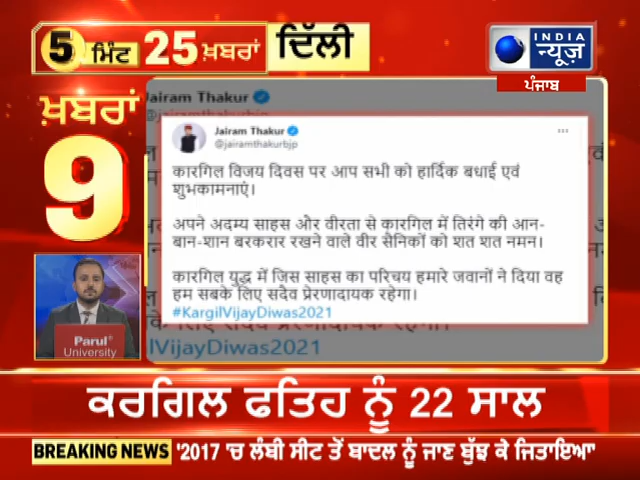 5 ਮਿੰਟ 25 ਖ਼ਬਰਾਂ ਦਿੱਲੀ
INDIA
न्यूज़
ਪੰਜਾਬ
ਖ਼ਬਰਾਂ
9
Jairam Thakur
Jairam Thakur
@jairamthakurbjp
कारगिल विजय दिवस पर आप सभी को हार्दिक बधाई एवं
शुभकामनाएं।
अपने अदम्य साहस और वीरता से कारगिल में तिरंगे की आन-
बान-शान बरकरार रखने वाले वीर सैनिकों को शत शत नमन।
कारगिल युद्ध में जिस साहस का परिचय हमारे जवानों ने दिया वह
हम सबके लिए सदैव प्रेरणादायक रहेगा।
#KargilVijayDiwas2021
lVijayDiwas2021
Parul
University
ਕਰਗਿਲ ਫਤਿਹ ਨੂੰ 22 ਸਾਲ
BREAKING NEWS '2017 'ਚ ਲੰਬੀ ਸੀਟ ਤੋਂ ਬਾਦਲ ਨੂੰ ਜਾਣ ਬੁੱਝ ਕੇ ਜਿਤਾਇਆ'